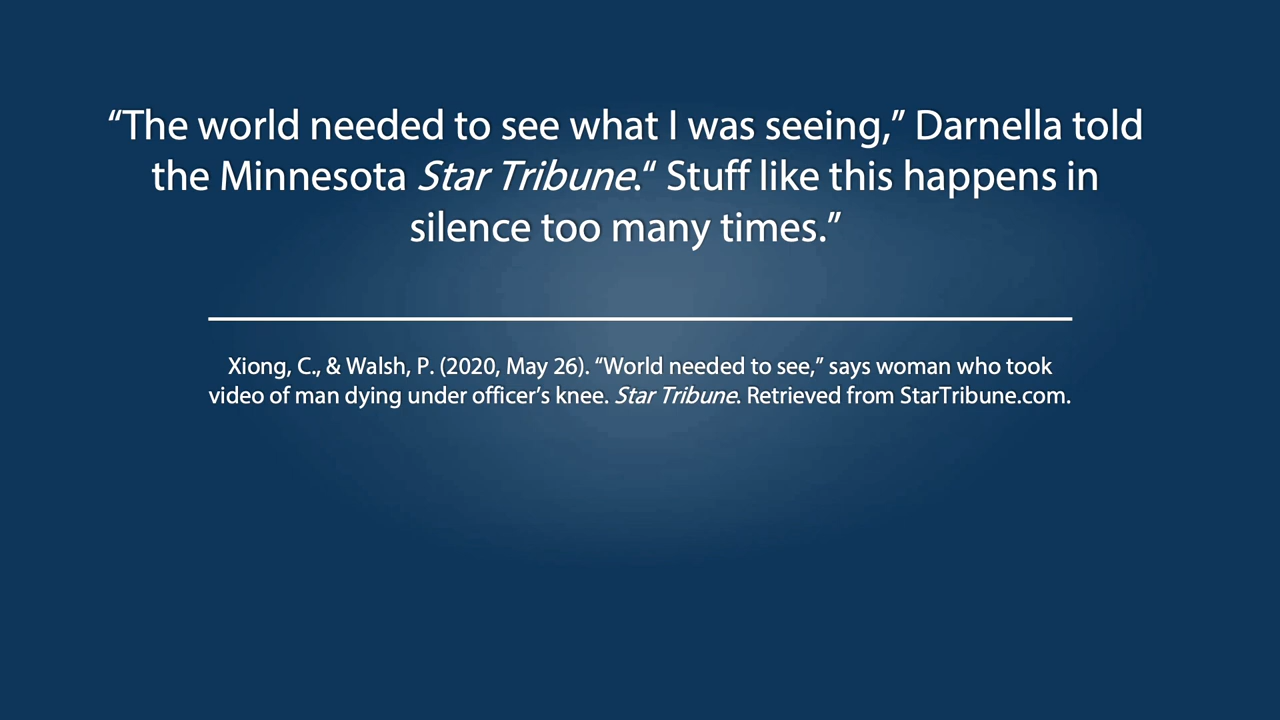 “The world needed to see what I was seeing,” Darnella told
the Minnesota Star Tribune.“ Stuff like this happens in
silence too many times.”
Xiong, C., & Walsh, P. (2020, May 26). “World needed to see,” says woman who took
video of man dying under officer’s knee. Star Tribune. Retrieved from StarTribune.com.